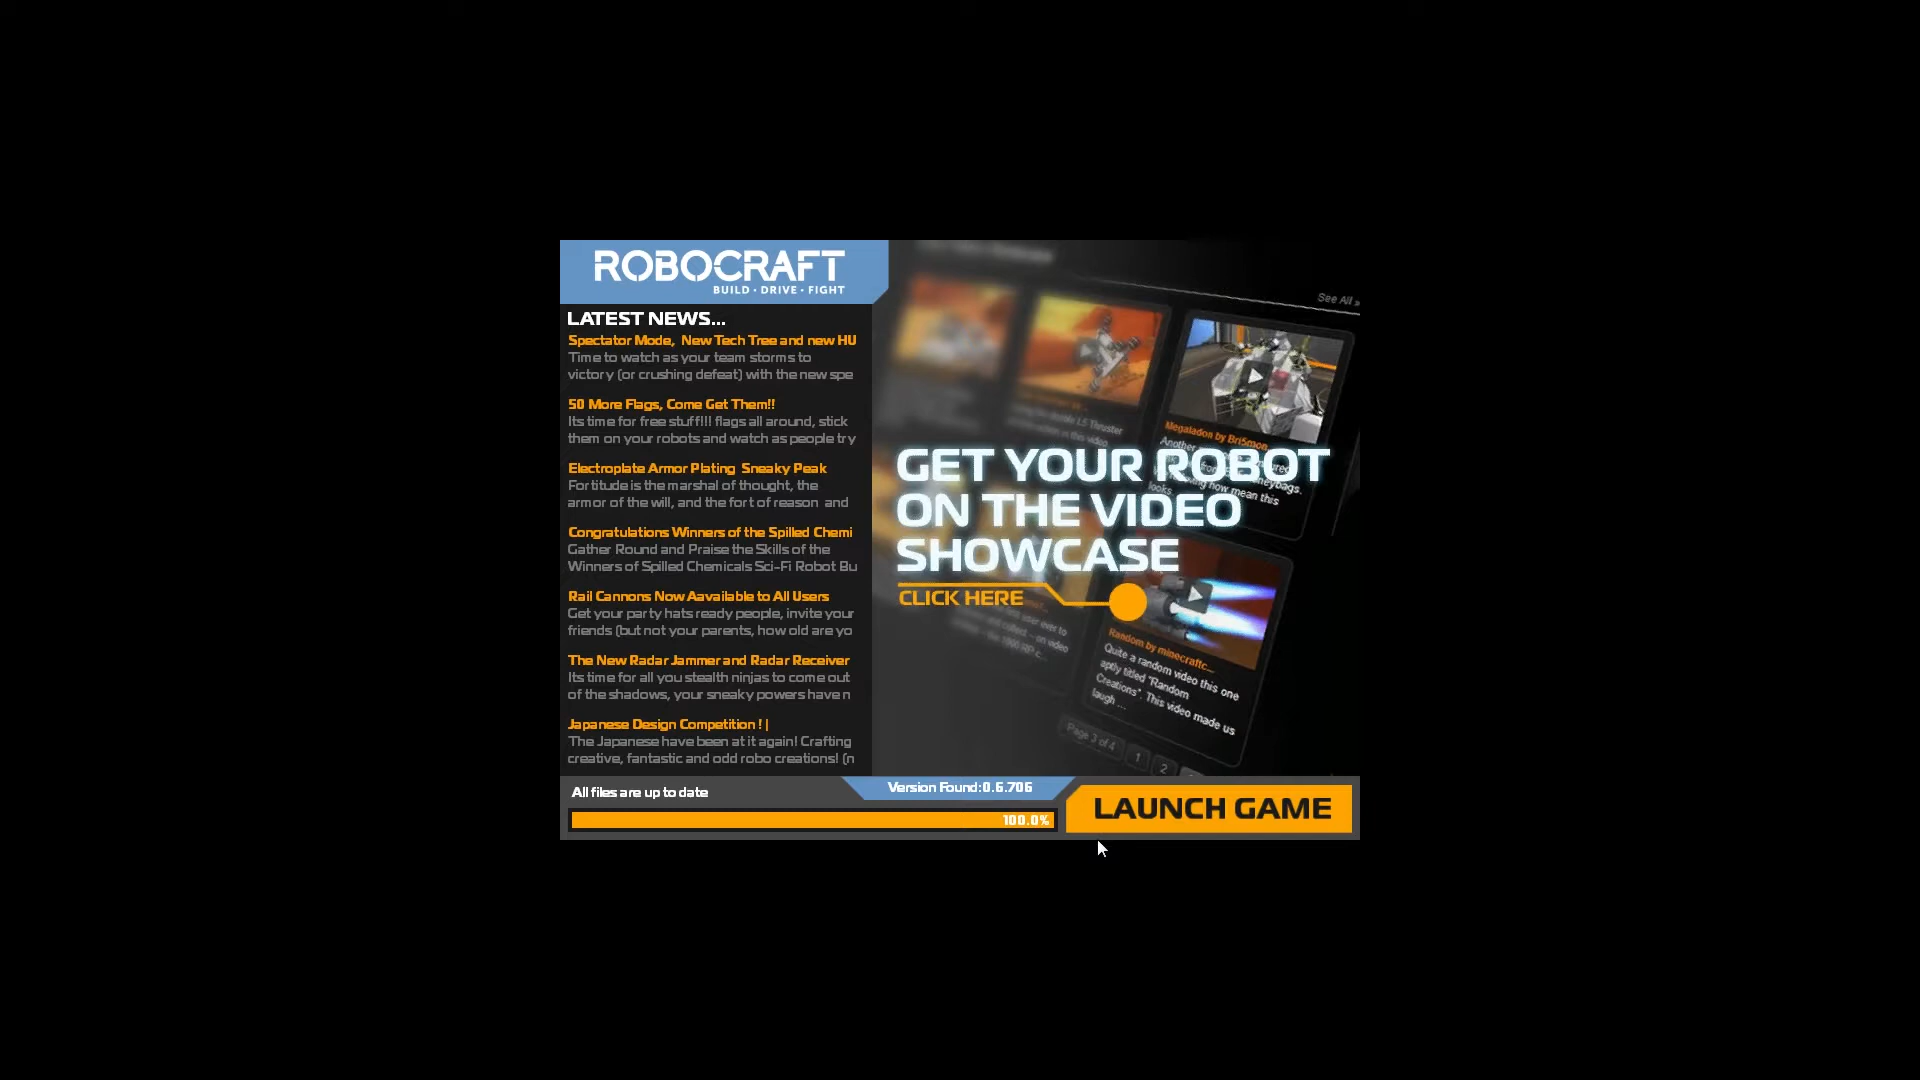 ROBOCRAFT
BUILD · DRIVE · FIGHT
LATEST NEWS...
Spectator Mode, New Tech Tree and new HU
Time to watch as your team storms to
victory (or crushing defeat) with the new spe
50 More Flags, Come Get Them!!
Its time for free stuff!!! flags all around, stick
them on your robots and watch as people try
Electroplate Armor Plating Sneaky Peak
Fortitude is the marshal of thought, the
armor of the will, and the fort of reason and
Congratulations Winners of the Spilled Chemi
Gather Round and Praise the Skills of the
Winners of Spilled Chemicals Sci-Fi Robot Bu
Rail Cannons Now Aavailable to All Users
Get your party hats ready people, invite your
friends (but not your parents, how old are yo
The New Radar Jammer and Radar Receiver
Its time for all you stealth ninjas to come out
of the shadows, your sneaky powers have n
Japanese Design Competition ! |
The Japanese have been at it again! Crafting
creative, fantastic and odd robo creations! (n
See All »
Megaladon by Bri5mon
Another
how mean this
looks.
GET YOUR ROBOT
ON THE VIDEO
SHOWCASE
CLICK HERE
Random by minecraftc...
Quite a random video this one
aptly titled "Random
Creations". This video made us
laugh ...
Page 3 of 4
1
2
All files are up to date
Version Found:0.6.706
100.0%
LAUNCH GAME